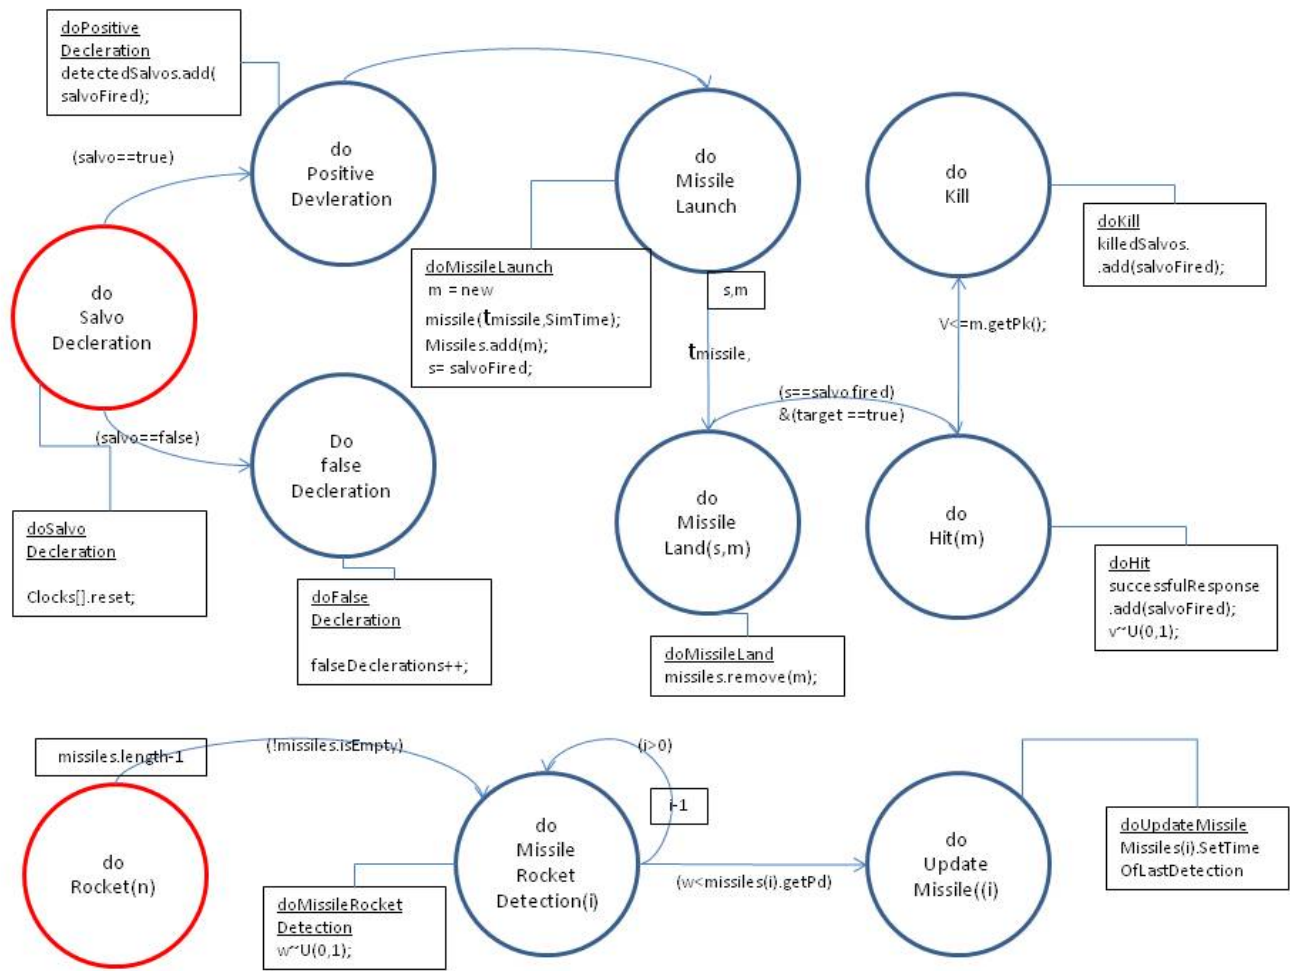 doPositive
Decleration
detectedSalvos.add(
salvoFired);
(salvo==true)
do
Positive
Devleration
do
Missile
Launch
do
Kill
doKill
killedSalvos.
.add(salvoFired);
do
Salvo
Decleration
doMissileLaunch
m = new
missile(tmissile,SimTime);
Missiles.add(m);
s= salvoFired;
s,m
tmissile,
V<=m.getPk();
(s==salvo fired)
&(target ==true)
(salvo==false)
Do
false
Decleration
do
Missile
Land(s,m)
do
Hit(m)
doSalvo
Decleration
Clocks[].reset;
doFalse
Decleration
falseDeclerations++;
doHit
successfulResponse
.add(salvoFired);
v~U(0,1);
doMissileLand
missiles.remove(m);
missiles.length-1
(!missiles.isEmpty)
(i>0)
i-1
do
Rocket(n)
do
Missile
Rocket
Detection(i)
(w<missiles(i).getPd)
do
Update
Missile((i)
doUpdateMissile
Missiles(i).SetTime
OfLastDetection
doMissileRocket
Detection
w~U(0,1);